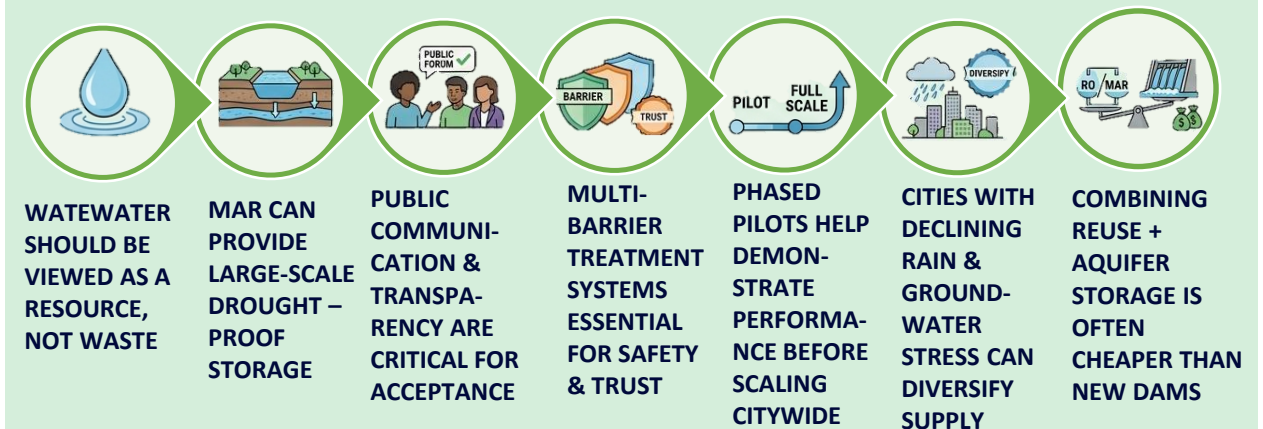 PUBLIC
FORUM
BARRIER
TRUST
PILOT
FULL
SCALE
DIVERSIFY
RO/MAR
$ $
WATEWATER
SHOULD BE
VIEWED AS A
RESOURCE,
NOT WASTE
MAR CAN
PROVIDE
LARGE-SCALE
DROUGHT –
PROOF
STORAGE
PUBLIC
COMMUNI-
CATION &
TRANSPA-
RENCY ARE
CRITICAL FOR
ACCEPTANCE
MULTI-
BARRIER
TREATMENT
SYSTEMS
ESSENTIAL
FOR SAFETY
& TRUST
PHASED
PILOTS HELP
DEMON-
STRATE
PERFORMA-
NCE BEFORE
SCALING
CITYWIDE
CITIES WITH
DECLINING
RAIN &
GROUND-
WATER
STRESS CAN
DIVERSIFY
SUPPLY
COMBINING
REUSE +
AQUIFER
STORAGE IS
OFTEN
CHEAPER THAN
NEW DAMS